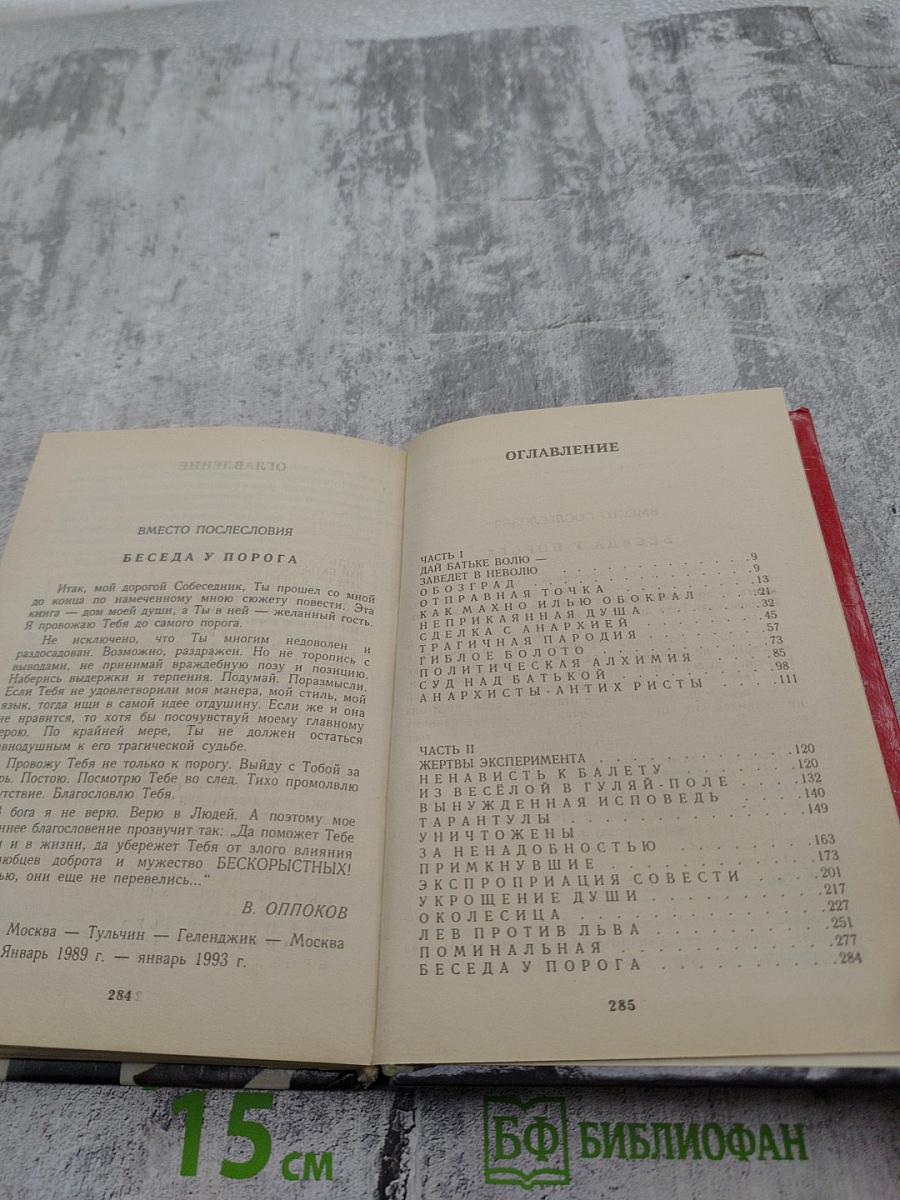 ВМЕСТО ПОСЛЕСЛОВИЯ
БЕСЕДА У ПОРОГА
Итак, мой дорогой Собеседник, Ты прошел со мной
до конца по намеченному мною сюжету повести. Эта
книга — дом моей души, а Ты в ней — желанный гость.
Я провожаю Тебя до самого порога.
Не исключено, что Ты многим недоволен и
раздосадован. Возможно, раздражен. Но не торопись с
выводами, не принимай враждебную позу и позицию.
Наберись выдержки и терпения. Подумай. Поразмысли.
Если Тебя не удовлетворили моя манера, мой стиль, мой
язык, тогда ищи в самой идее отдушину. Если же и она
не нравится, то хотя бы посочувствуй моему главному
герою. По крайней мере, Ты не должен остаться
внодушным к его трагической судьбе.
Провожу Тебя не только к порогу. Выйду с Тобой за
рь. Постою. Посмотрю Тебе во след. Тихо промолвлю
утствие. Благословлю Тебя.
В бога я не верю. Верю в Людей. А поэтому мое
ннее благословение прозвучит так: „Да поможет Тебе
и и в жизни, да убережет Тебя от злого влияния
любцев доброта и мужество БЕСКОРЫСТНЫХ!
ью, они еще не перевелись..."
В. ОППОКОВ
Москва — Тульчин — Геленджик — Москва
Январь 1989 г. — январь 1993 г.
284
ОГЛАВЛЕНИЕ
ЧАСТЬ I
ДАЙ БАТЬКЕ ВОЛЮ — . . . 9
ЗАВЕДЕТ В НЕВОЛЮ . . . 9
ОБОЗГРАД . . . 13
ОТПРАВНАЯ ТОЧКА . . . 21
КАК МАХНО ИЛЬЮ ОБОКРАЛ . . . 32
НЕПРИКАЯННАЯ ДУША . . . 45
СДЕЛКА С АНАРХИЕЙ . . . 57
ТРАГИЧНАЯ ПАРОДИЯ . . . 73
ГИБЛОЕ БОЛОТО . . . 85
ПОЛИТИЧЕСКАЯ АЛХИМИЯ . . . 98
СУД НАД БАТЬКОЙ . . . 111
АНАРХИСТЫ-АНТИХ РИСТЫ
ЧАСТЬ II
ЖЕРТВЫ ЭКСПЕРИМЕНТА . . . 120
НЕНАВИСТЬ К БАЛЕТУ . . . 120
ИЗ ВЕСЁЛОЙ В ГУЛЯЙ-ПОЛЕ . . . 132
ВЫНУЖДЕННАЯ ИСПОВЕДЬ . . . 140
ТАРАНТУЛЫ . . . 149
УНИЧТОЖЕНЫ
ЗА НЕНАДОБНОСТЬЮ . . . 163
ПРИМКНУВШИЕ . . . 173
ЭКСПРОПРИАЦИЯ СОВЕСТИ . . . 201
УКРОЩЕНИЕ ДУШИ . . . 217
ОКОЛЕСИЦА . . . 227
ЛЕВ ПРОТИВ ЛЬВА . . . 251
ПОМИНАЛЬНАЯ . . . 277
БЕСЕДА У ПОРОГА . . . 284
285
15 см
БФ БИБЛИОФАН